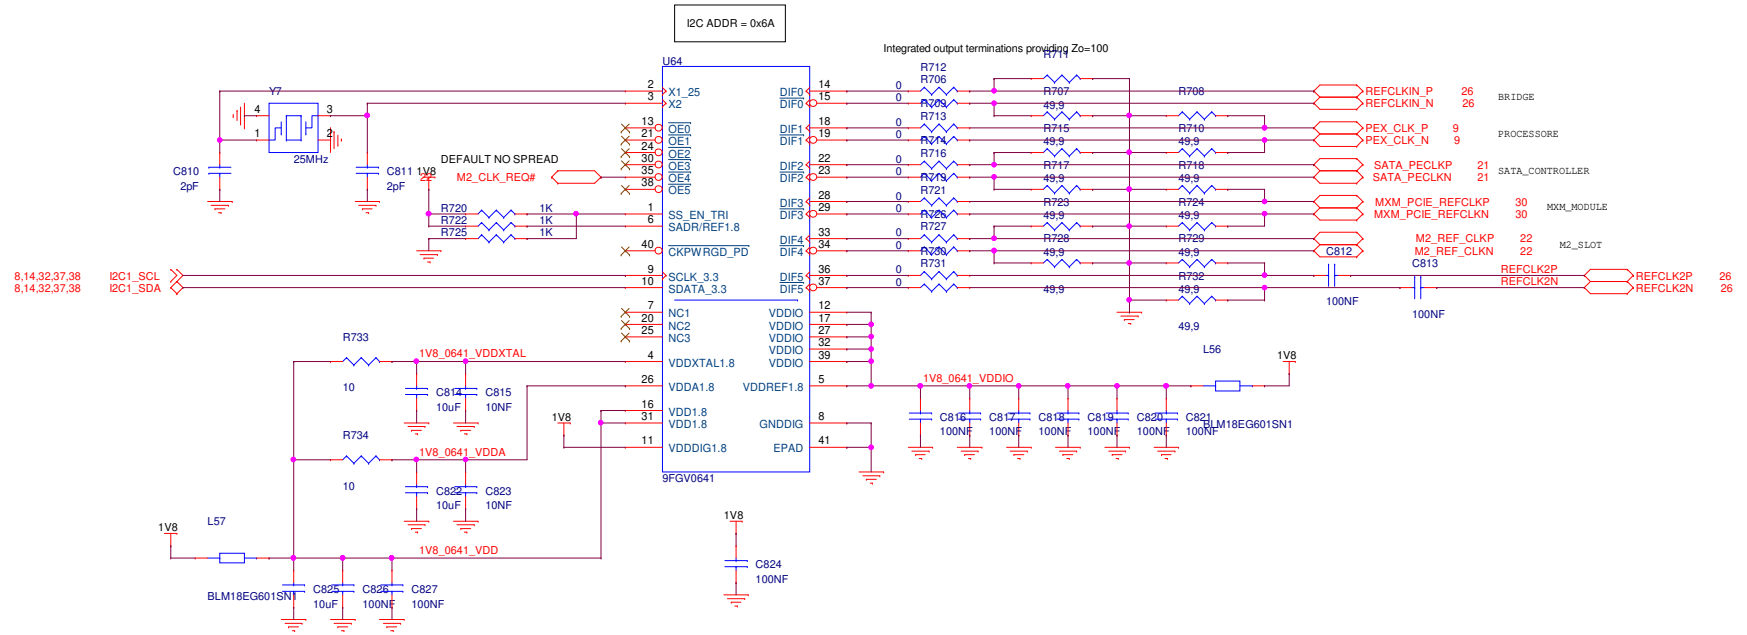 I2C ADDR = 0x6A
Integrated output terminations providing Zo=100
U64
9FGV0641
2 X1_25
3 X2
13 OE0
21 OE1
24 OE2
30 OE3
35 OE4
38 OE5
1 SS_EN_TRI
6 SADR/REF1.8
40 CKPWRGD_PD
9 SCLK_3.3
10 SDATA_3.3
7 NC1
20 NC2
25 NC3
4 VDDXTAL1.8
26 VDDA1.8
16 VDD1.8
31 VDD1.8
11 VDDDIG1.8
DIF0 14
DIF0 15
DIF1 18
DIF1 19
DIF2 22
DIF2 23
DIF3 28
DIF3 29
DIF4 33
DIF4 34
DIF5 36
DIF5 37
VDDIO 12
VDDIO 17
VDDIO 27
VDDIO 32
VDDIO 39
VDDREF1.8 5
GNDDIG 8
EPAD 41
Y7
4 3
1 2
25MHz
C810
2pF
C811
2pF
1V8
DEFAULT NO SPREAD
M2_CLK_REQ#
22
R720 1K
R722 1K
R725 1K
8,14,32,37,38 I2C1_SCL
8,14,32,37,38 I2C1_SDA
R733
10
1V8_0641_VDDXTAL
C814
10uF
C815
10NF
R734
10
1V8_0641_VDDA
C822
10uF
C823
10NF
1V8
L57
BLM18EG601SN1
1V8_0641_VDD
C825
10uF
C826
100NF
C827
100NF
1V8
1V8
C824
100NF
R712
0 R706
0 R709
R713
0
0 R714
R716
0
0 R719
R721
0
0 R726
R727
0
0 R730
R731
0
0
R711
R707 R708
49,9
R715 R710
49,9 49,9
R717 R718
49,9 49,9
R723 R724
49,9 49,9
R728 R729
49,9 49,9
R732
49,9 49,9
49,9
REFCLKIN_P 26
REFCLKIN_N 26
BRIDGE
PEX_CLK_P 9
PEX_CLK_N 9
PROCESSORE
SATA_PECLKP 21
SATA_PECLKN 21
SATA_CONTROLLER
MXM_PCIE_REFCLKP 30
MXM_PCIE_REFCLKN 30
MXM_MODULE
M2_REF_CLKP 22
M2_REF_CLKN 22
M2_SLOT
C812
100NF
C813
100NF
REFCLK2P
REFCLK2N
REFCLK2P 26
REFCLK2N 26
L56
BLM18EG601SN1
1V8
1V8_0641_VDDIO
C816
100NF
C817
100NF
C818
100NF
C819
100NF
C820
100NF
C821
100NF